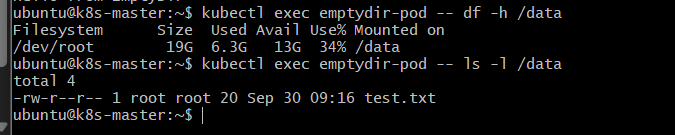 ubuntu@k8s-master:~$ kubectl exec emptydir-pod -- df -h /data
Filesystem      Size  Used Avail Use% Mounted on
/dev/root        19G  6.3G   13G  34% /data
ubuntu@k8s-master:~$ kubectl exec emptydir-pod -- ls -l /data
total 4
-rw-r--r-- 1 root root 20 Sep 30 09:16 test.txt
ubuntu@k8s-master:~$